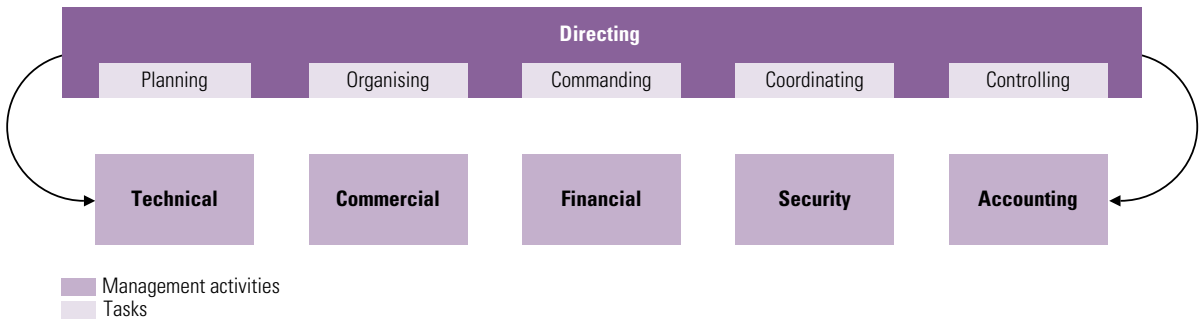 Directing
Planning Organising Commanding Coordinating Controlling
Technical Commercial Financial Security Accounting
Management activities
Tasks